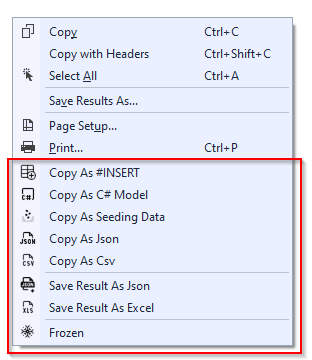 Copy Ctrl+C
Copy with Headers Ctrl+Shift+C
Select All Ctrl+A
Save Results As...
Page Setup...
Print... Ctrl+P
Copy As #INSERT
C# Copy As C# Model
Copy As Seeding Data
JSON Copy As Json
CSV Copy As Csv
JSON Save Result As Json
XLS Save Result As Excel
Frozen